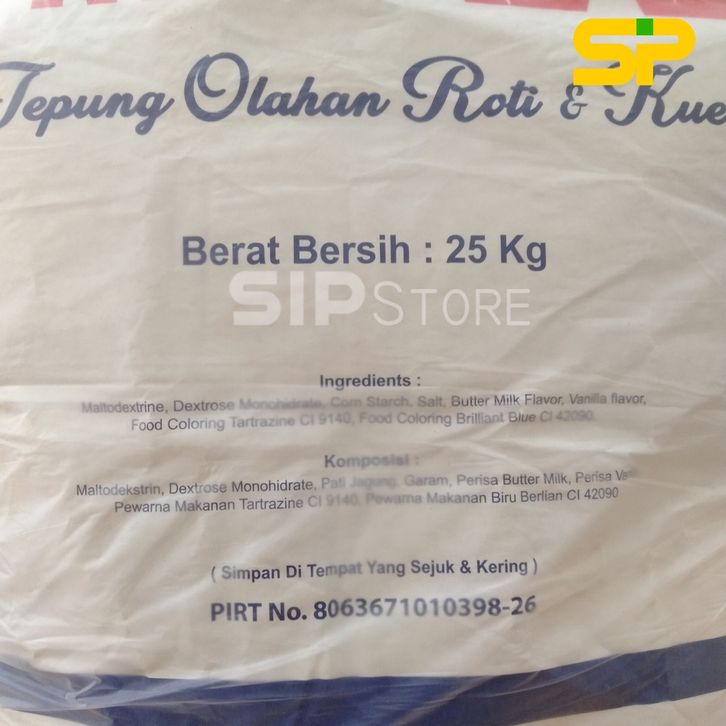 SP
Tepung Olahan Roti & Kue
Berat Bersih : 25 Kg
SIP STORE
Ingredients :
Maltodextrine, Dextrose Monohidrate, Corn Starch, Salt, Butter Milk Flavor, Vanilla flavor,
Food Coloring Tartrazine CI 9140, Food Coloring Brilliant Blue CI 42090.
Komposisi :
Maltodekstrin, Dextrose Monohidrate, Pati Jagung, Garam, Perisa Butter Milk, Perisa
Pewarna Makanan Tartrazine CI 9140, Pewarna Makanan Biru Berlian CI 42090
( Simpan Di Tempat Yang Sejuk & Kering )
PIRT No. 8063671010398-26